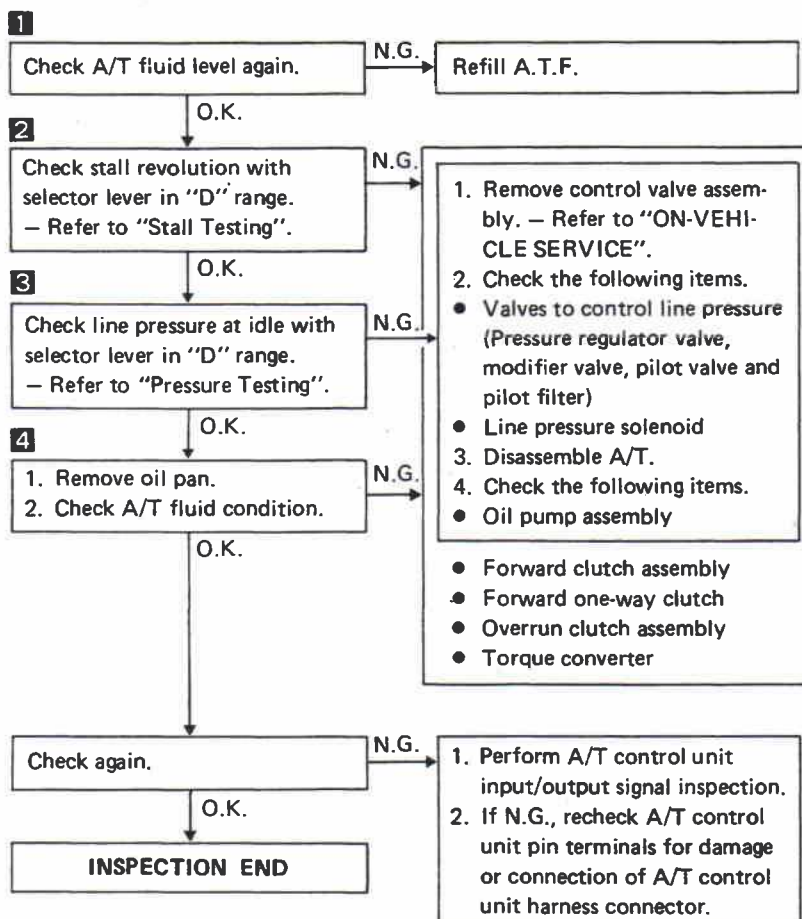 1
Check A/T fluid level again.
N.G.
Refill A.T.F.
O.K.
2
Check stall revolution with
selector lever in "D" range.
— Refer to "Stall Testing".
N.G.
O.K.
3
Check line pressure at idle with
selector lever in "D" range.
— Refer to "Pressure Testing".
N.G.
O.K.
4
1. Remove oil pan.
2. Check A/T fluid condition.
N.G.
O.K.
1. Remove control valve assem-
bly. — Refer to "ON-VEHI-
CLE SERVICE".
2. Check the following items.
● Valves to control line pressure
(Pressure regulator valve,
modifier valve, pilot valve and
pilot filter)
● Line pressure solenoid
3. Disassemble A/T.
4. Check the following items.
● Oil pump assembly
● Forward clutch assembly
● Forward one-way clutch
● Overrun clutch assembly
● Torque converter
Check again.
N.G.
O.K.
INSPECTION END
1. Perform A/T control unit
input/output signal inspection.
2. If N.G., recheck A/T control
unit pin terminals for damage
or connection of A/T control
unit harness connector.